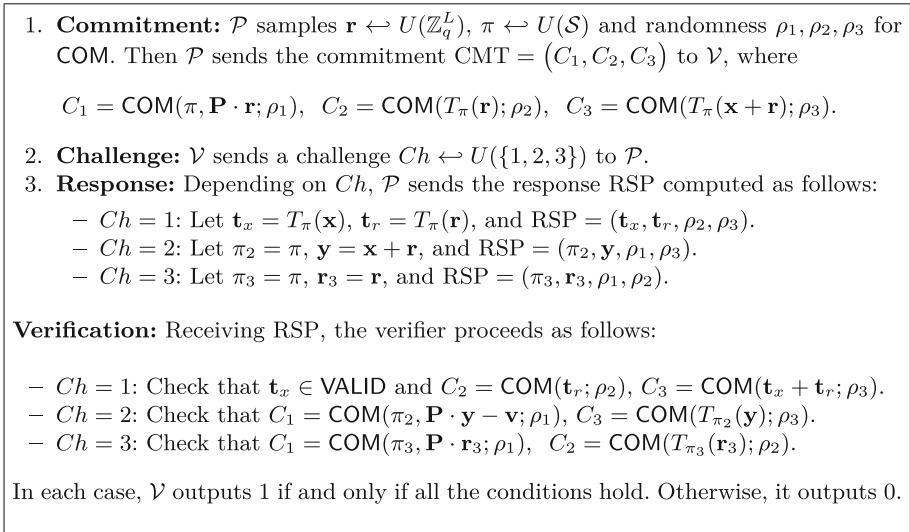 1. Commitment: 𝒫 samples r ↩ U(ℤ_q^L), π ↩ U(𝒮) and randomness ρ₁, ρ₂, ρ₃ for
COM. Then 𝒫 sends the commitment CMT = (C₁, C₂, C₃) to 𝒱, where
C₁ = COM(π, P · r; ρ₁), C₂ = COM(T_π(r); ρ₂), C₃ = COM(T_π(x + r); ρ₃).
2. Challenge: 𝒱 sends a challenge Ch ↩ U({1, 2, 3}) to 𝒫.
3. Response: Depending on Ch, 𝒫 sends the response RSP computed as follows:
– Ch = 1: Let t_x = T_π(x), t_r = T_π(r), and RSP = (t_x, t_r, ρ₂, ρ₃).
– Ch = 2: Let π₂ = π, y = x + r, and RSP = (π₂, y, ρ₁, ρ₃).
– Ch = 3: Let π₃ = π, r₃ = r, and RSP = (π₃, r₃, ρ₁, ρ₂).
Verification: Receiving RSP, the verifier proceeds as follows:
– Ch = 1: Check that t_x ∈ VALID and C₂ = COM(t_r; ρ₂), C₃ = COM(t_x + t_r; ρ₃).
– Ch = 2: Check that C₁ = COM(π₂, P · y − v; ρ₁), C₃ = COM(T_π₂(y); ρ₃).
– Ch = 3: Check that C₁ = COM(π₃, P · r₃; ρ₁), C₂ = COM(T_π₃(r₃); ρ₂).
In each case, 𝒱 outputs 1 if and only if all the conditions hold. Otherwise, it outputs 0.